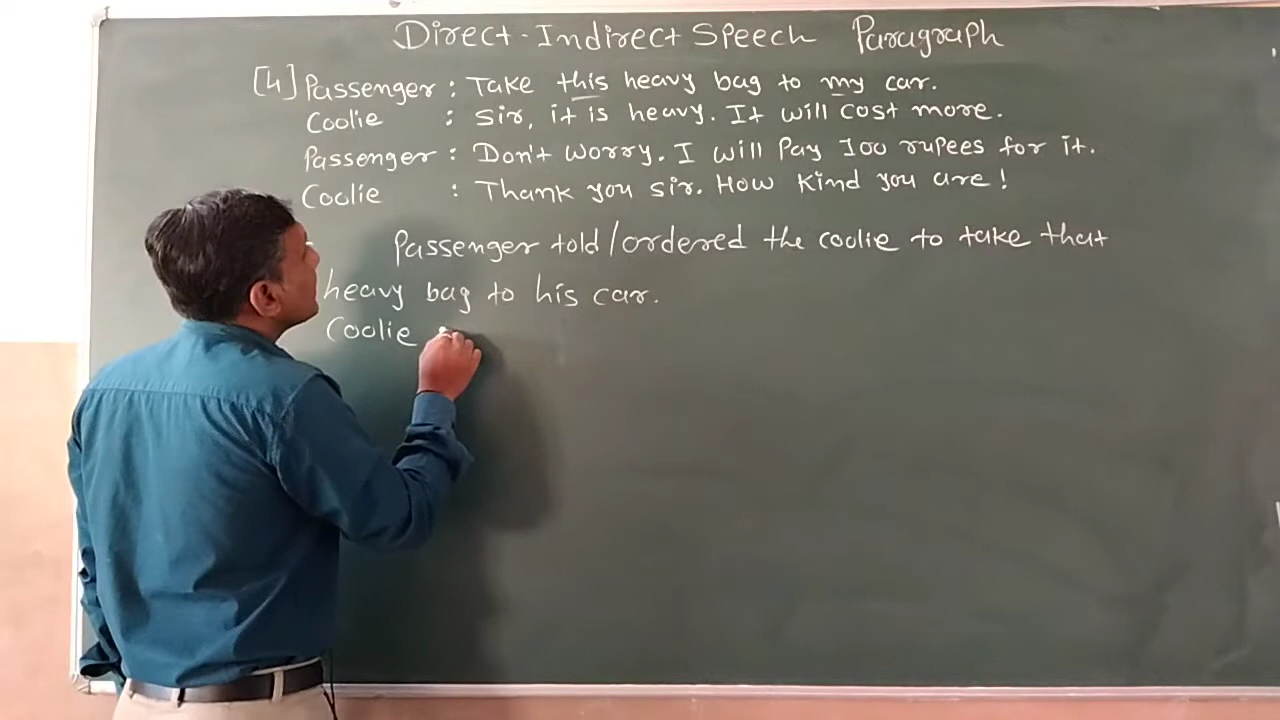 Direct-Indirect Speech Paragraph
[4] Passenger : Take this heavy bag to my car.
Coolie : Sir, it is heavy. It will cost more.
Passenger : Don't worry. I will pay 100 rupees for it.
Coolie : Thank you sir. How kind you are!
Passenger told/ordered the coolie to take that
heavy bag to his car.
Coolie